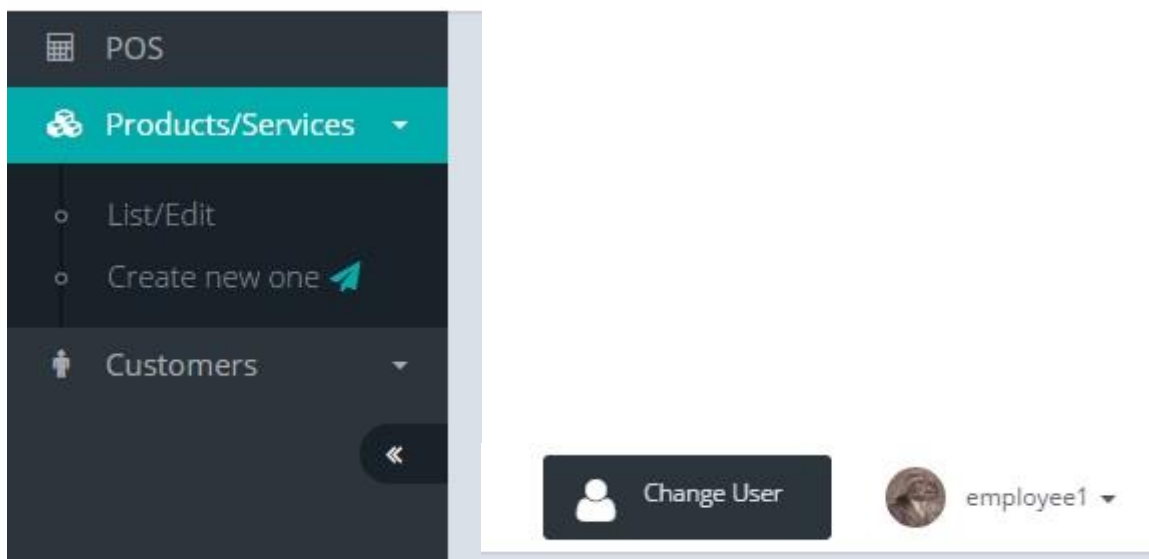 POS
Products/Services
List/Edit
Create new one
Customers
Change User
employee1